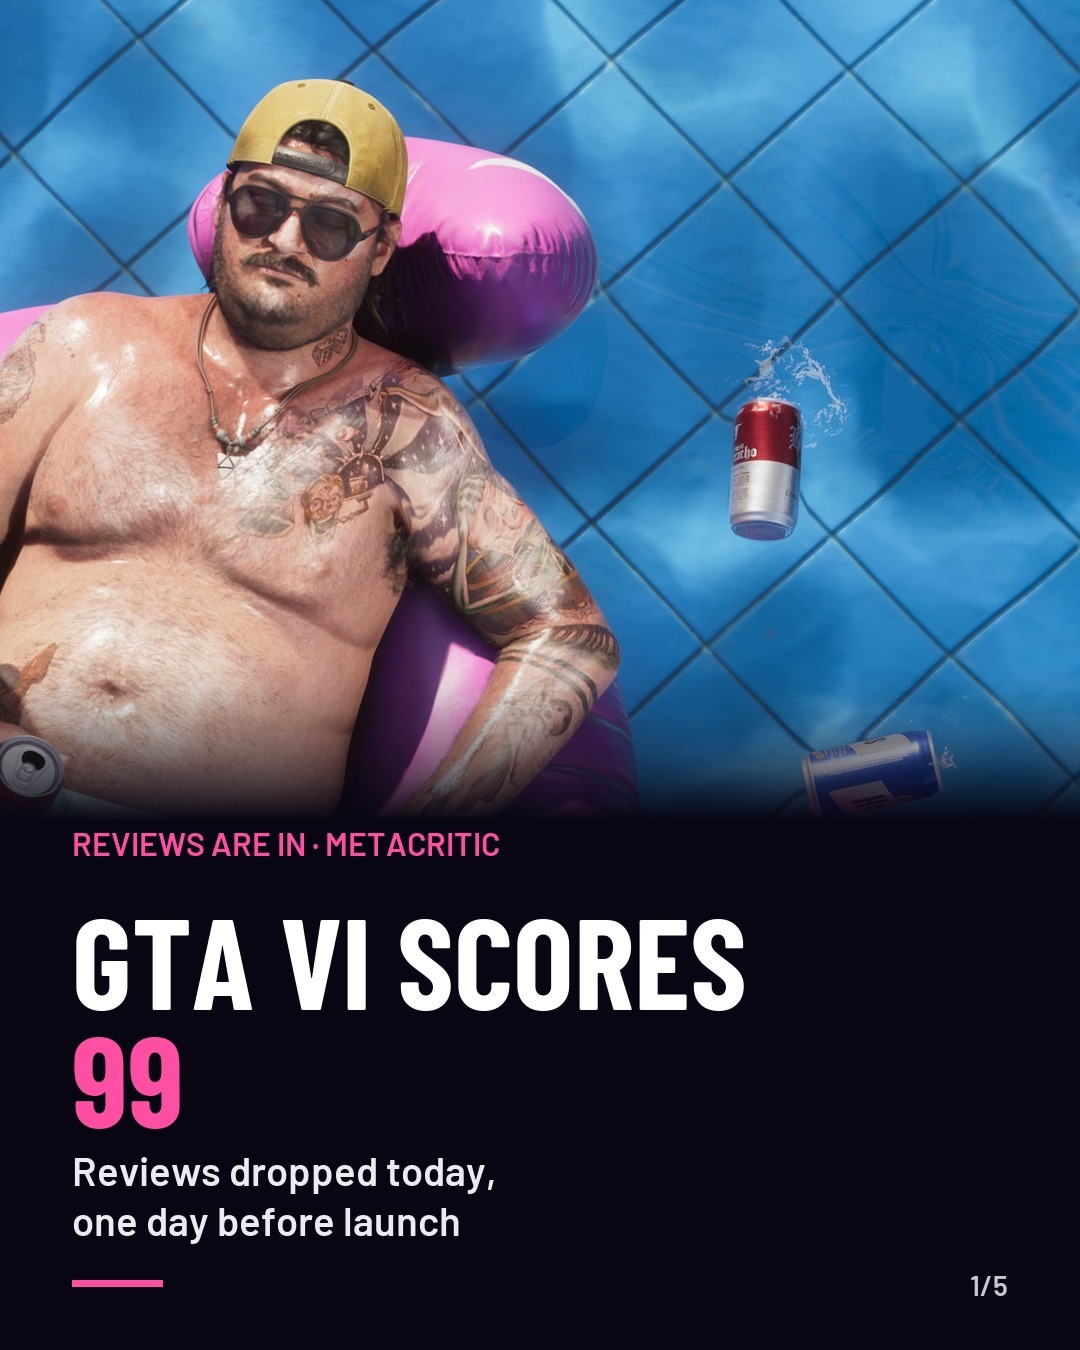 REVIEWS ARE IN · METACRITIC
GTA VI SCORES
99
Reviews dropped today,
one day before launch
1/5